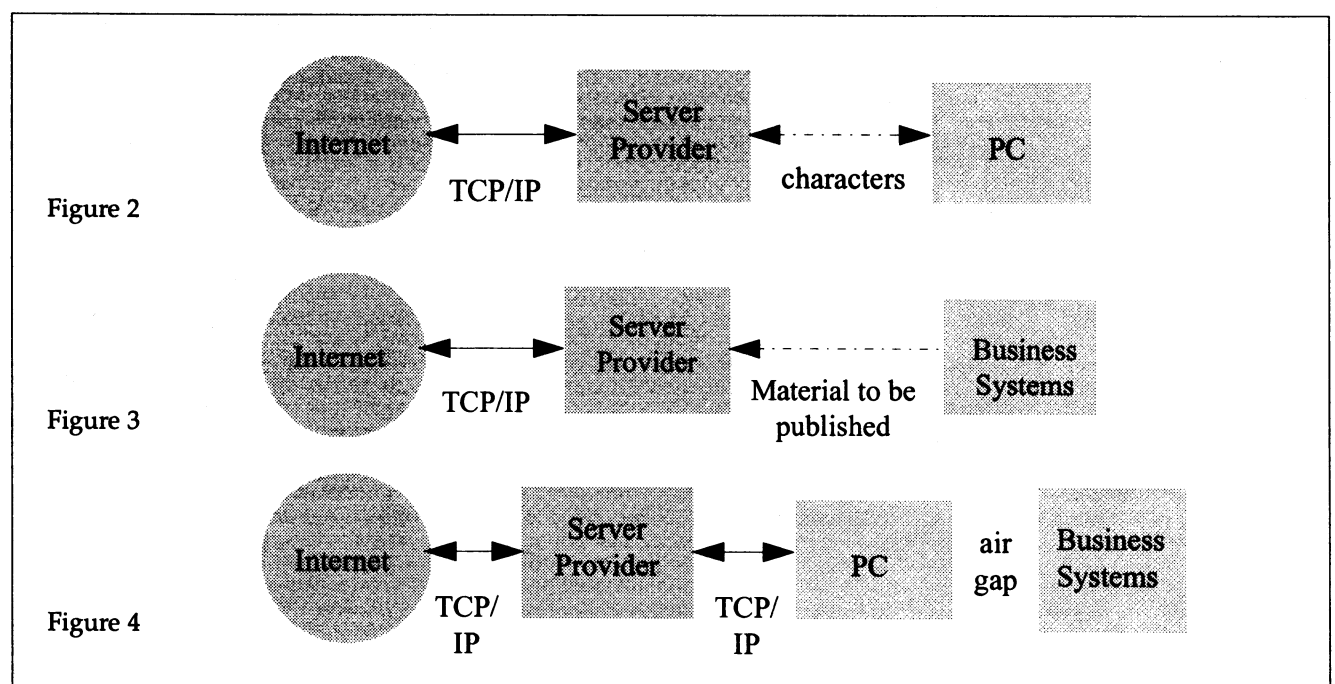 Internet
Server
Provider
PC
TCP/IP
characters
Figure 2
Internet
Server
Provider
Business
Systems
TCP/IP
Material to be
published
Figure 3
Internet
Server
Provider
PC
air
gap
Business
Systems
TCP/
IP
TCP/
IP
Figure 4